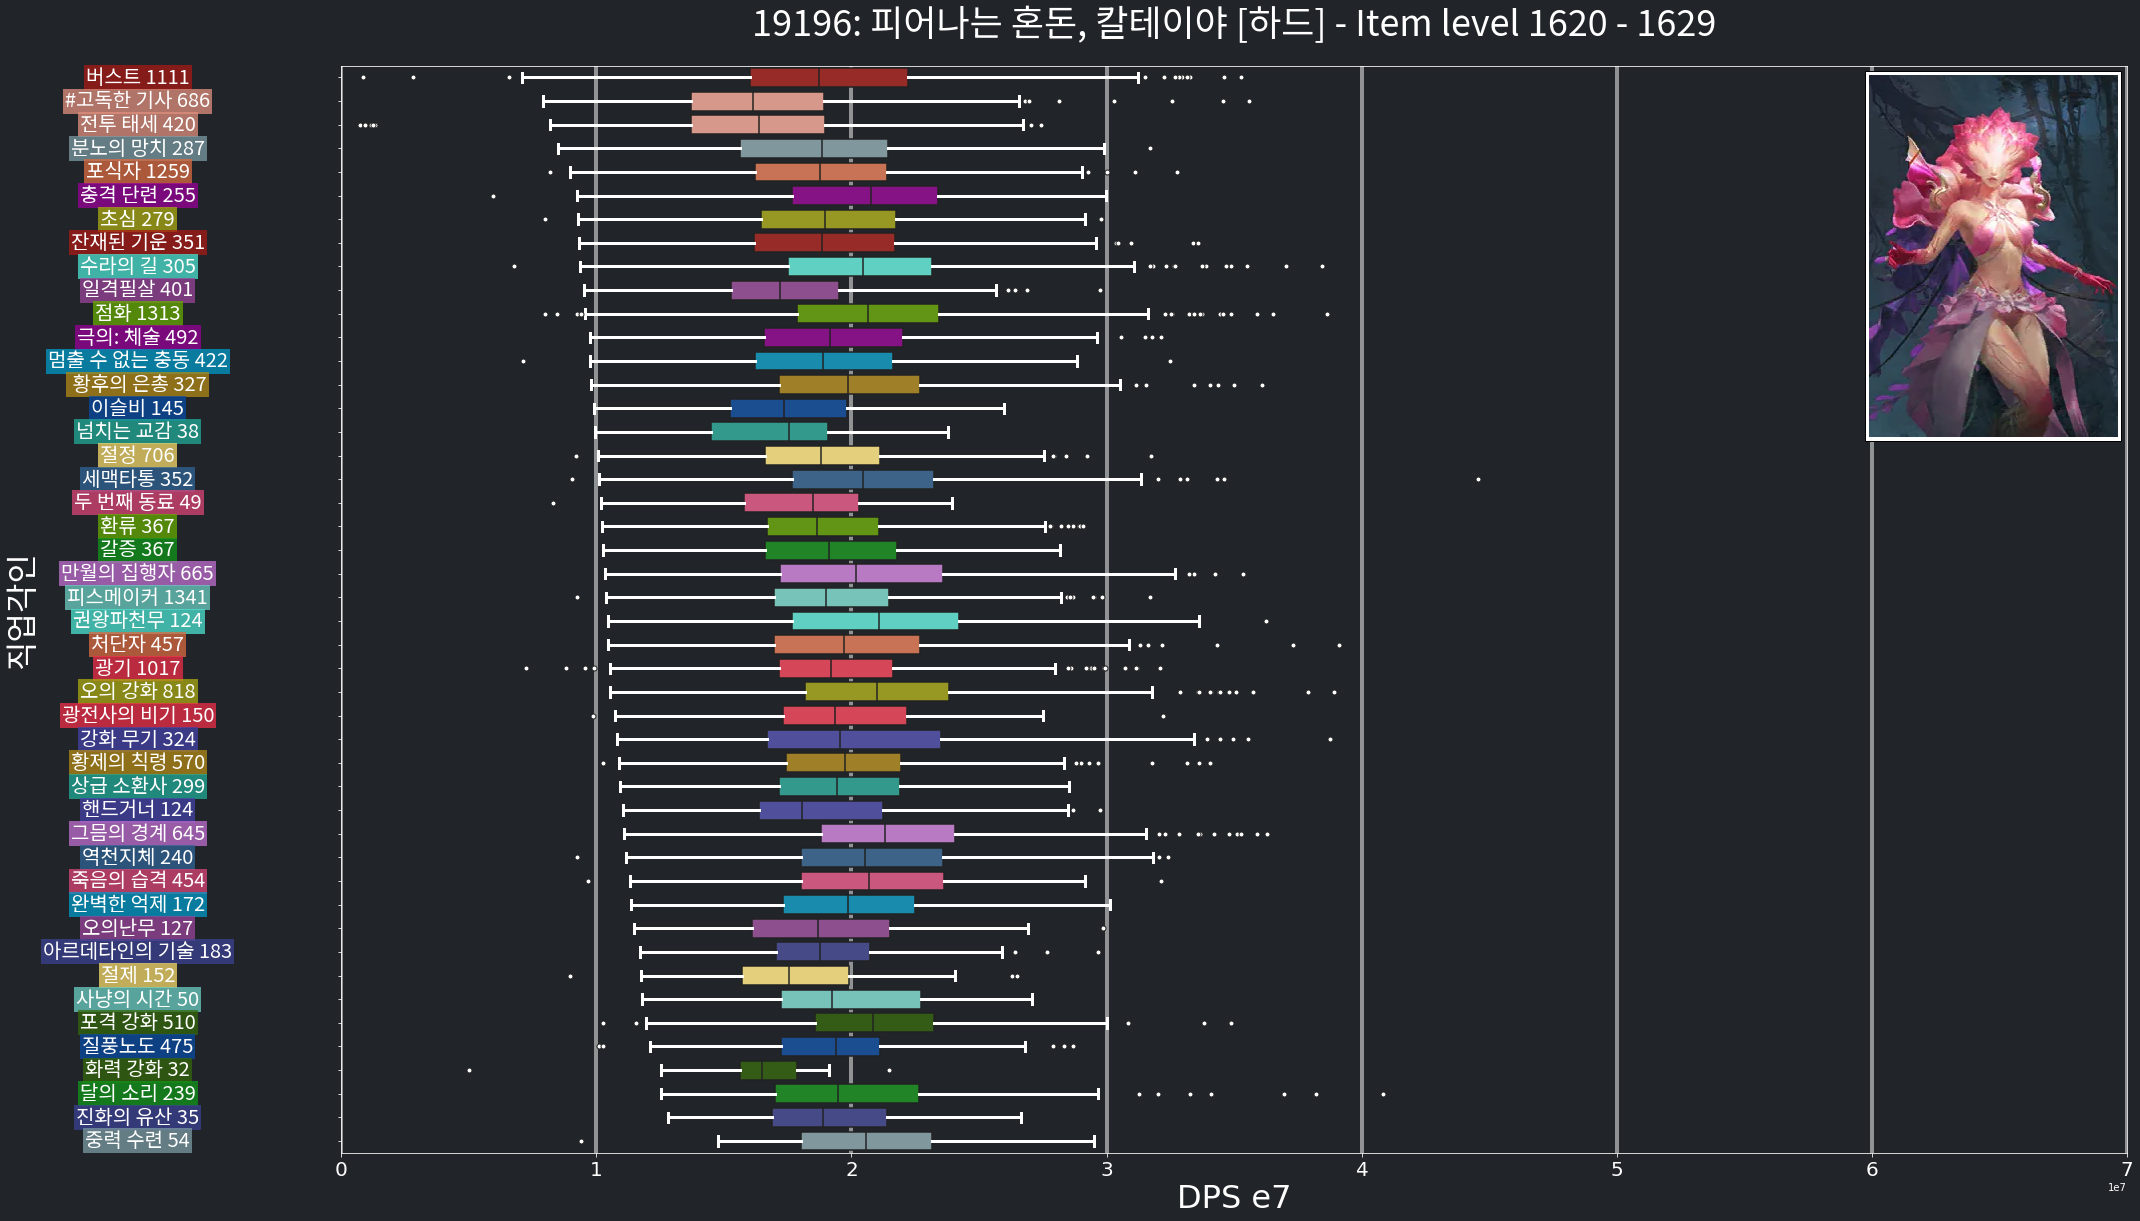 19196: 피어나는 혼돈, 칼테이야 [하드] - Item level 1620 - 1629
직업각인
버스트 1111
#고독한 기사 686
전투 태세 420
분노의 망치 287
포식자 1259
충격 단련 255
초심 279
잔재된 기운 351
수라의 길 305
일격필살 401
점화 1313
극의: 체술 492
멈출 수 없는 충동 422
황후의 은총 327
이슬비 145
넘치는 교감 38
절정 706
세맥타통 352
두 번째 동료 49
환류 367
갈증 367
만월의 집행자 665
피스메이커 1341
권왕파천무 124
처단자 457
광기 1017
오의 강화 818
광전사의 비기 150
강화 무기 324
황제의 칙령 570
상급 소환사 299
핸드거너 124
그믐의 경계 645
역천지체 240
죽음의 습격 454
완벽한 억제 172
오의난무 127
아르데타인의 기술 183
절제 152
사냥의 시간 50
포격 강화 510
질풍노도 475
화력 강화 32
달의 소리 239
진화의 유산 35
중력 수련 54
0 1 2 3 4 5 6 7
1e7
DPS e7